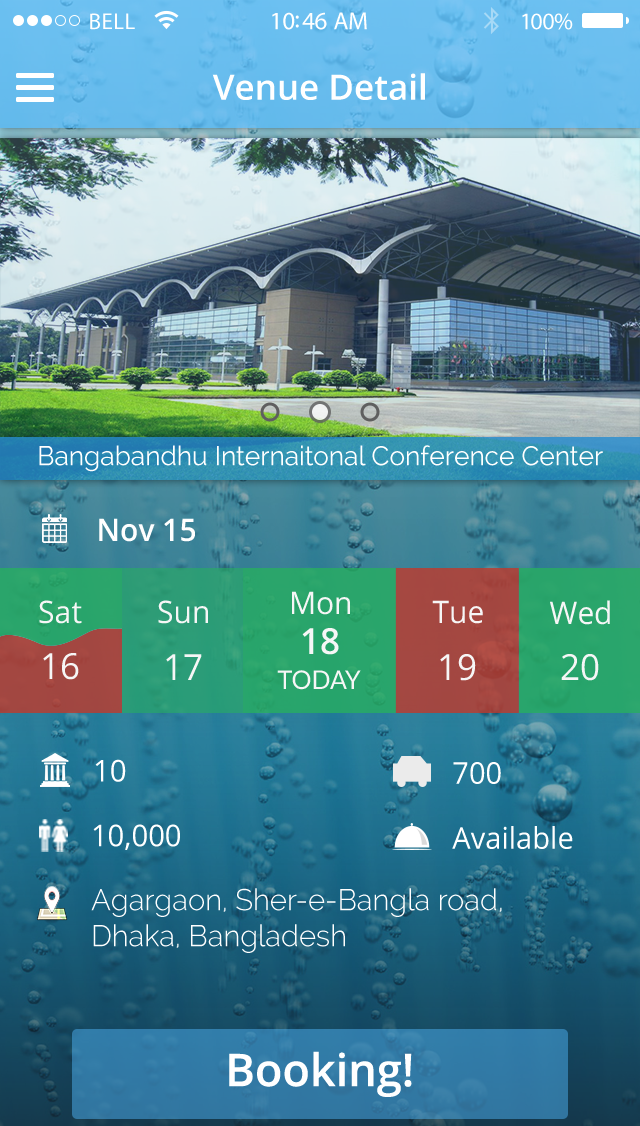 BELL 10:46 AM 100%
Venue Detail
Bangabandhu Internaitonal Conference Center
Nov 15
Sat Sun Mon Tue Wed
16 17 18 19 20
TODAY
10 700
10,000 Available
Agargaon, Sher-e-Bangla road,
Dhaka, Bangladesh
PC
Booking!